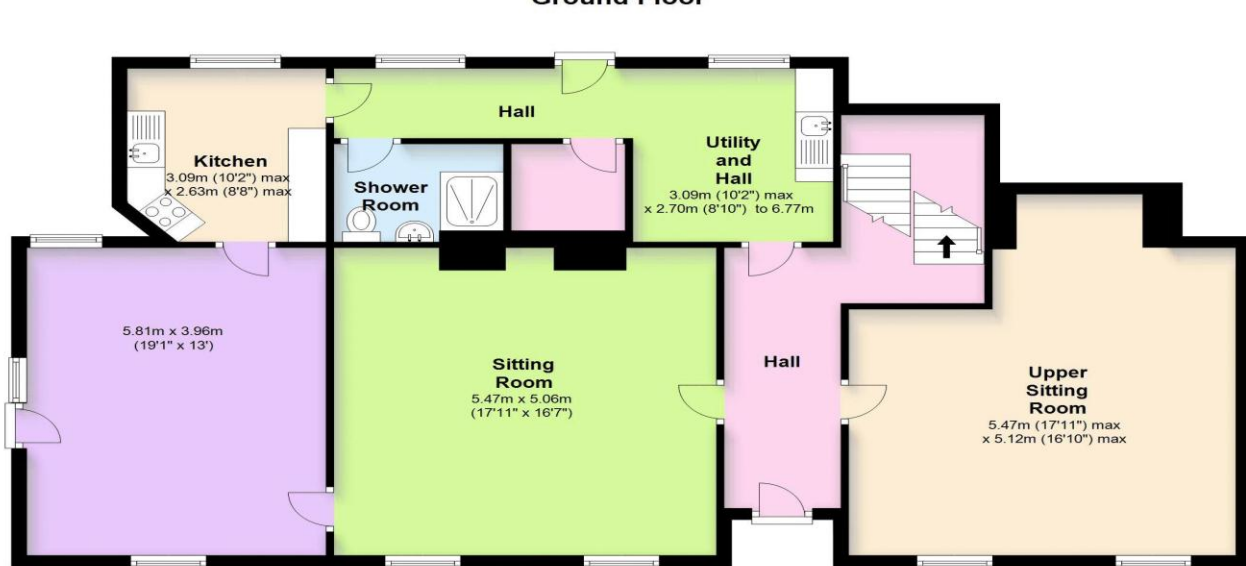 Ground Floor
Hall
Kitchen
3.09m (10'2") max
x 2.63m (8'8") max
Utility
and
Hall
3.09m (10'2") max
x 2.70m (8'10") to 6.77m
Shower
Room
5.81m x 3.96m
(19'1" x 13')
Sitting
Room
5.47m x 5.06m
(17'11" x 16'7")
Hall
Upper
Sitting
Room
5.47m (17'11") max
x 5.12m (16'10") max